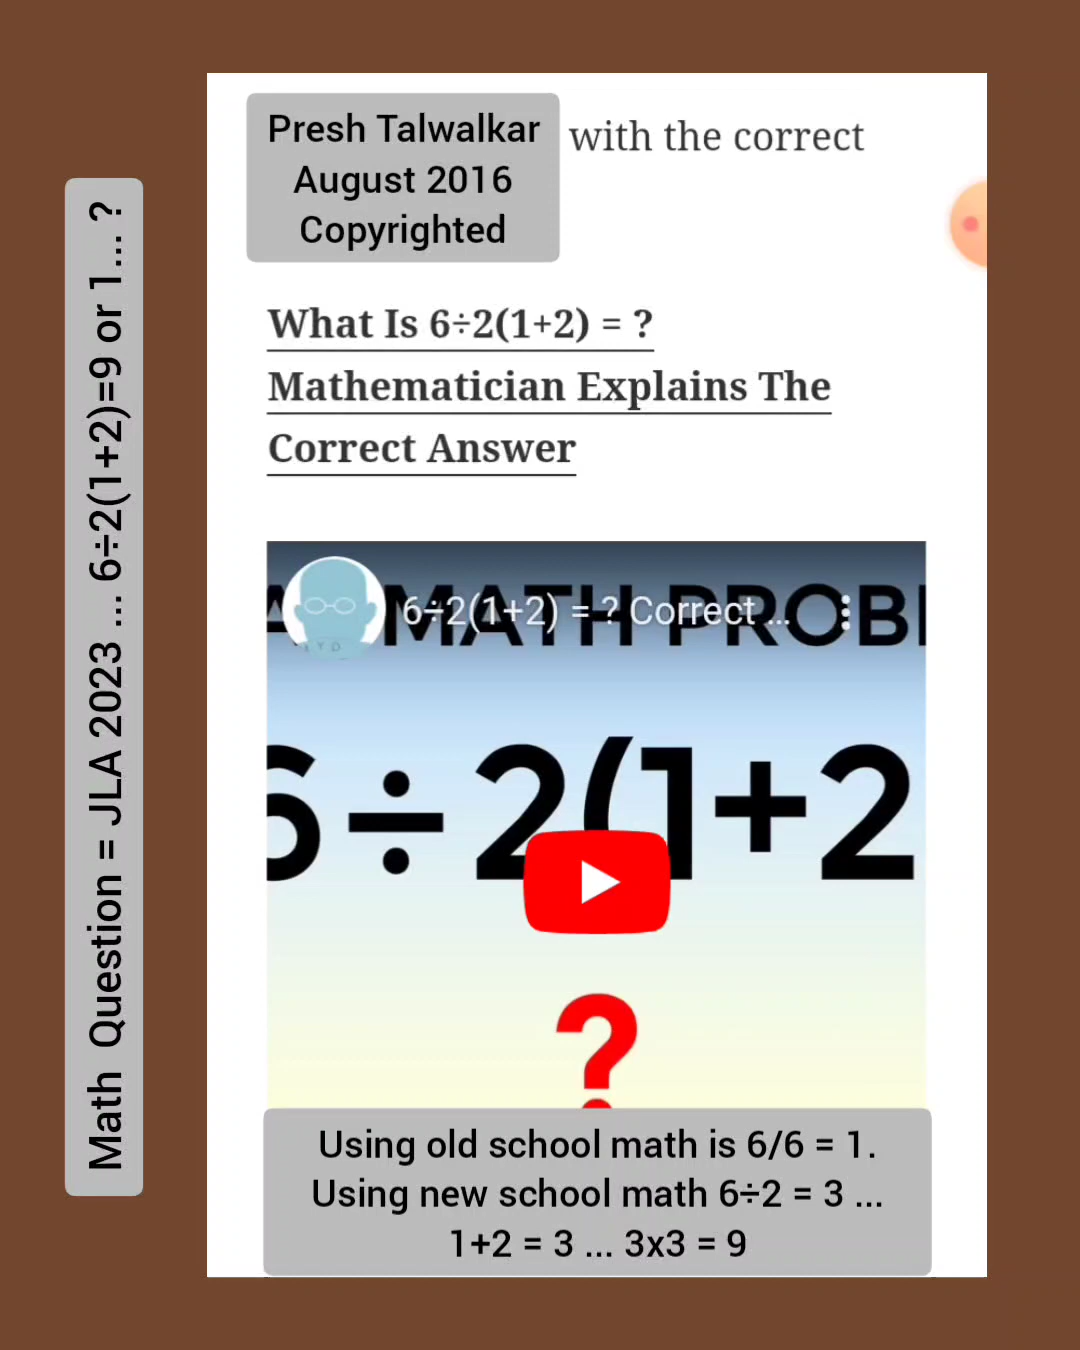 Math Question = JLA 2023 ... 6÷2(1+2)=9 or 1... ?
Presh Talwalkar
August 2016
Copyrighted
with the correct
What Is 6÷2(1+2) = ?
Mathematician Explains The
Correct Answer
6÷2(1+2) = ? Correct ...
MATH PROBL
6÷2(1+2
?
Using old school math is 6/6 = 1.
Using new school math 6÷2 = 3 ...
1+2 = 3 ... 3x3 = 9